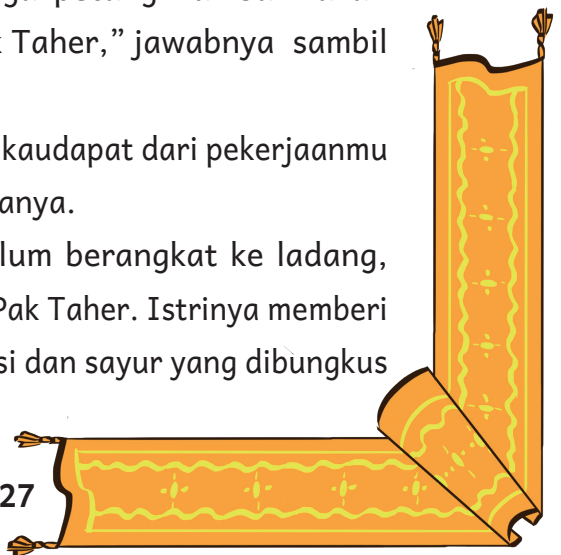 k Taher,” jawabnya sambil
kaudapat dari pekerjaanmu
anya.
lum berangkat ke ladang,
Pak Taher. Istrinya memberi
si dan sayur yang dibungkus
27